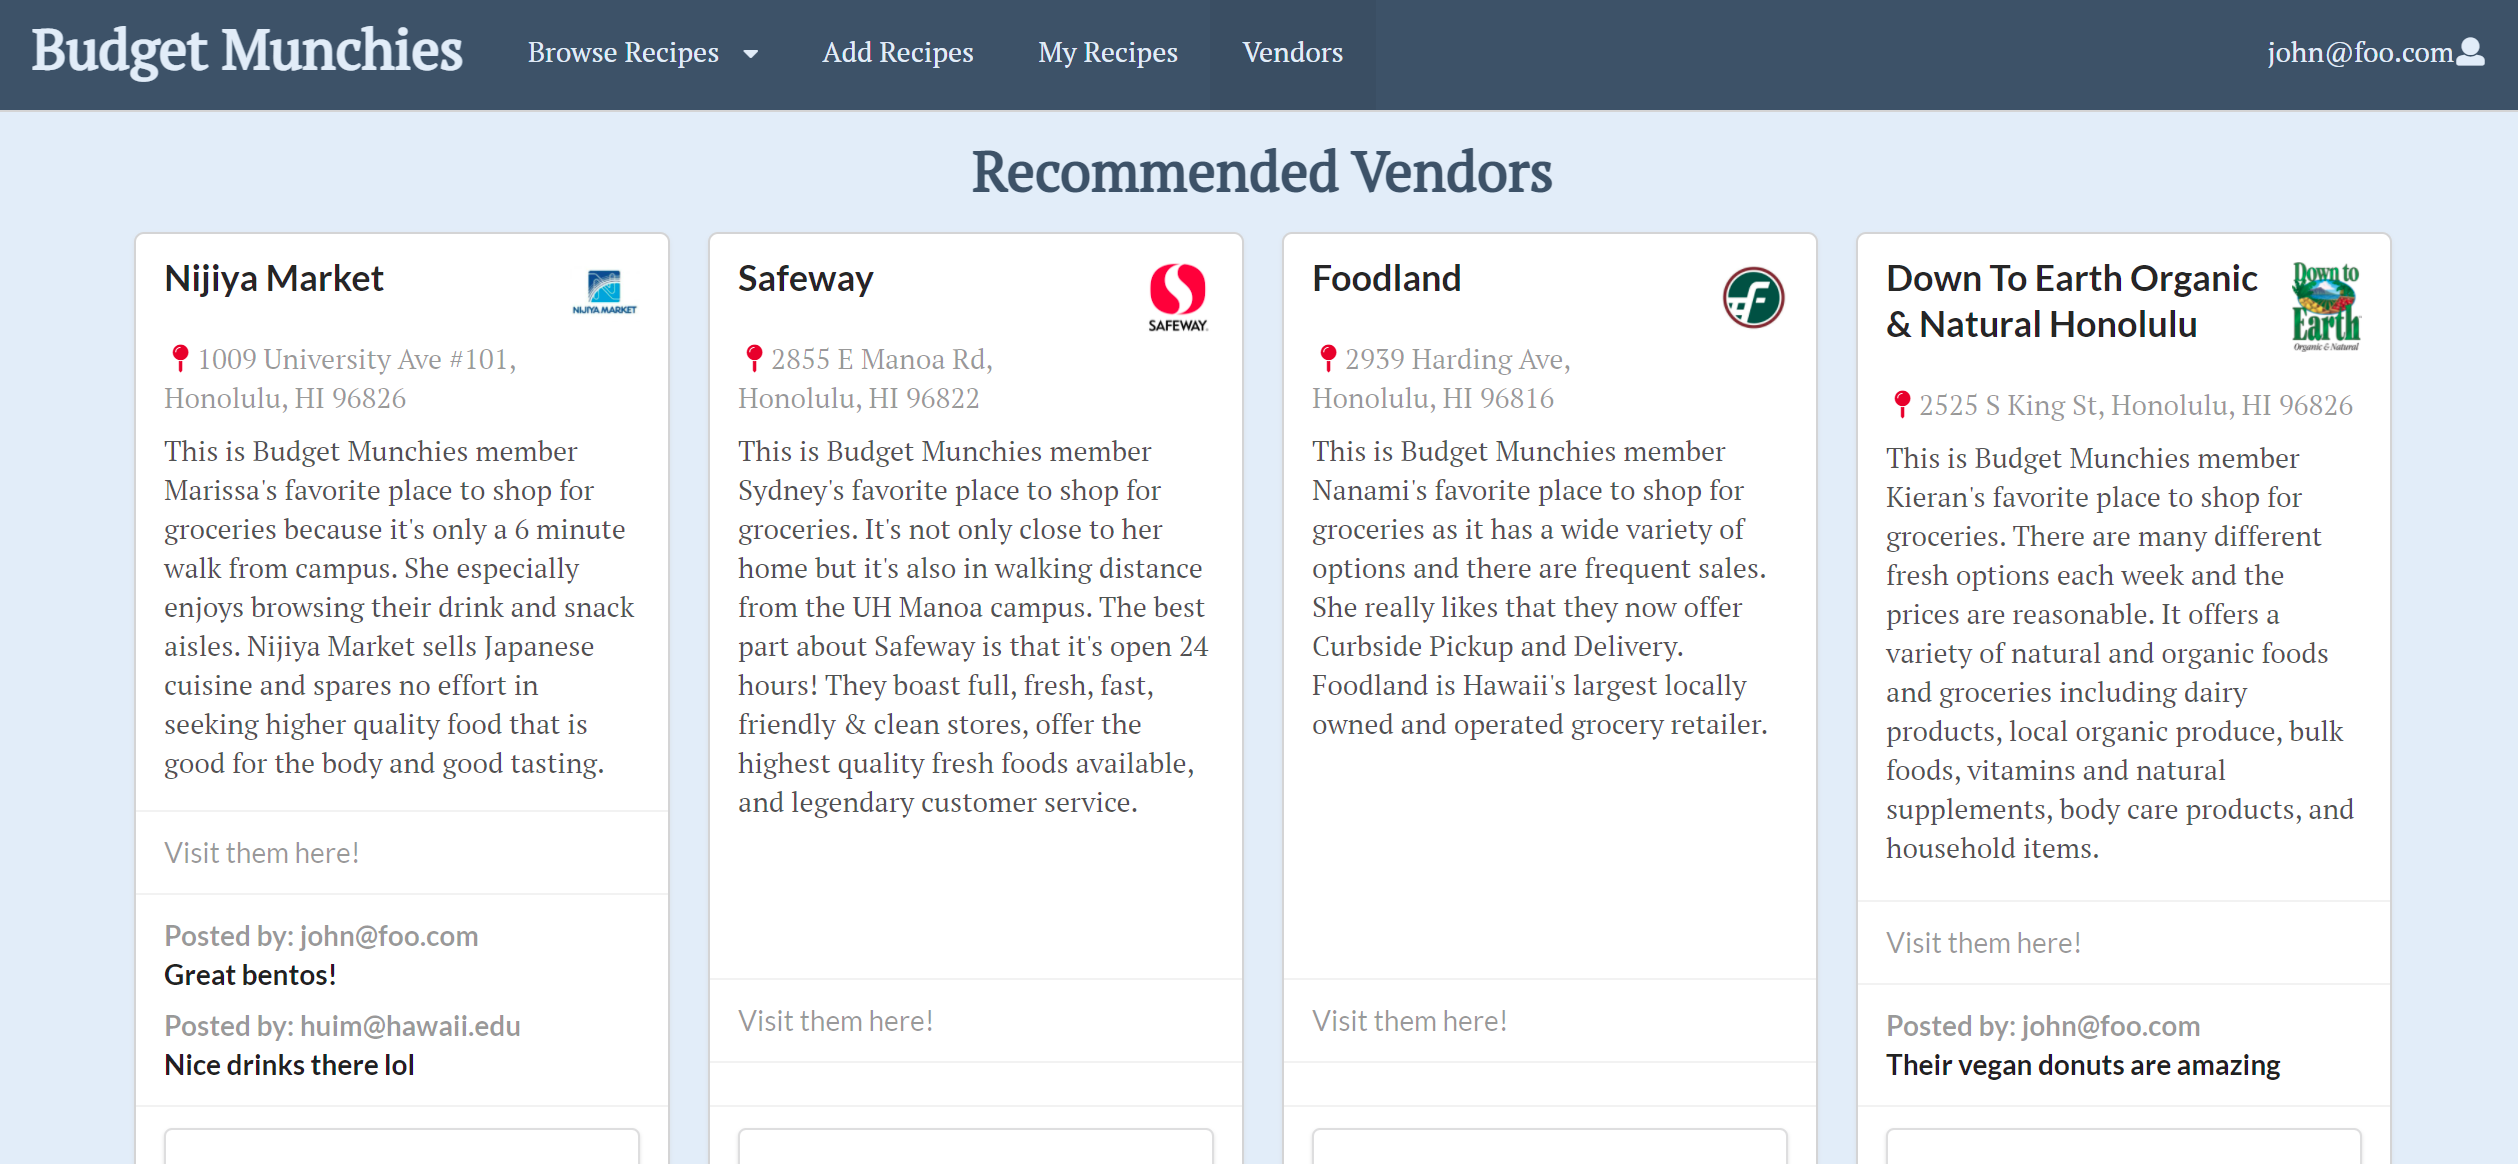 Budget Munchies
Browse Recipes
Add Recipes
My Recipes
Vendors
john@foo.com
Recommended Vendors
Nijiya Market
NIJIYA MARKET
1009 University Ave #101,
Honolulu, HI 96826
This is Budget Munchies member
Marissa's favorite place to shop for
groceries because it's only a 6 minute
walk from campus. She especially
enjoys browsing their drink and snack
aisles. Nijiya Market sells Japanese
cuisine and spares no effort in
seeking higher quality food that is
good for the body and good tasting.
Visit them here!
Posted by: john@foo.com
Great bentos!
Posted by: huim@hawaii.edu
Nice drinks there lol
Safeway
SAFEWAY.
2855 E Manoa Rd,
Honolulu, HI 96822
This is Budget Munchies member
Sydney's favorite place to shop for
groceries. It's not only close to her
home but it's also in walking distance
from the UH Manoa campus. The best
part about Safeway is that it's open 24
hours! They boast full, fresh, fast,
friendly & clean stores, offer the
highest quality fresh foods available,
and legendary customer service.
Visit them here!
Foodland
2939 Harding Ave,
Honolulu, HI 96816
This is Budget Munchies member
Nanami's favorite place to shop for
groceries as it has a wide variety of
options and there are frequent sales.
She really likes that they now offer
Curbside Pickup and Delivery.
Foodland is Hawaii's largest locally
owned and operated grocery retailer.
Visit them here!
Down To Earth Organic
& Natural Honolulu
Down to
Earth
Organic & Natural
2525 S King St, Honolulu, HI 96826
This is Budget Munchies member
Kieran's favorite place to shop for
groceries. There are many different
fresh options each week and the
prices are reasonable. It offers a
variety of natural and organic foods
and groceries including dairy
products, local organic produce, bulk
foods, vitamins and natural
supplements, body care products, and
household items.
Visit them here!
Posted by: john@foo.com
Their vegan donuts are amazing